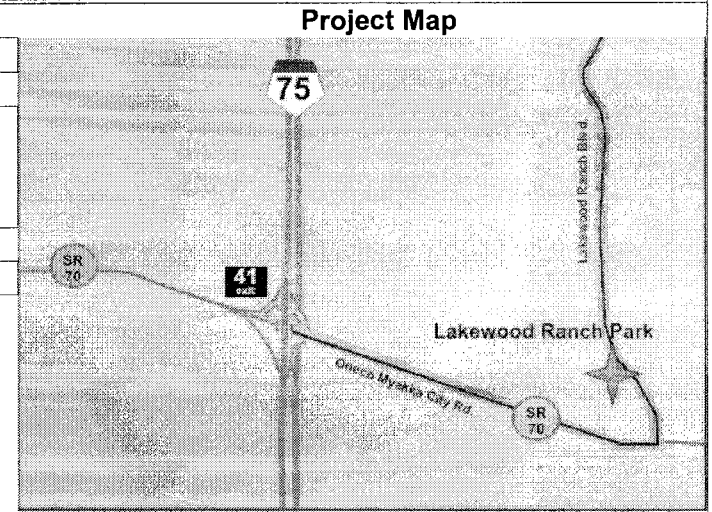 Project Map
75
Lakewood Ranch Blvd.
SR
70
41
exit
Lakewood Ranch Park
Oneco Myakka City Rd.
SR
70